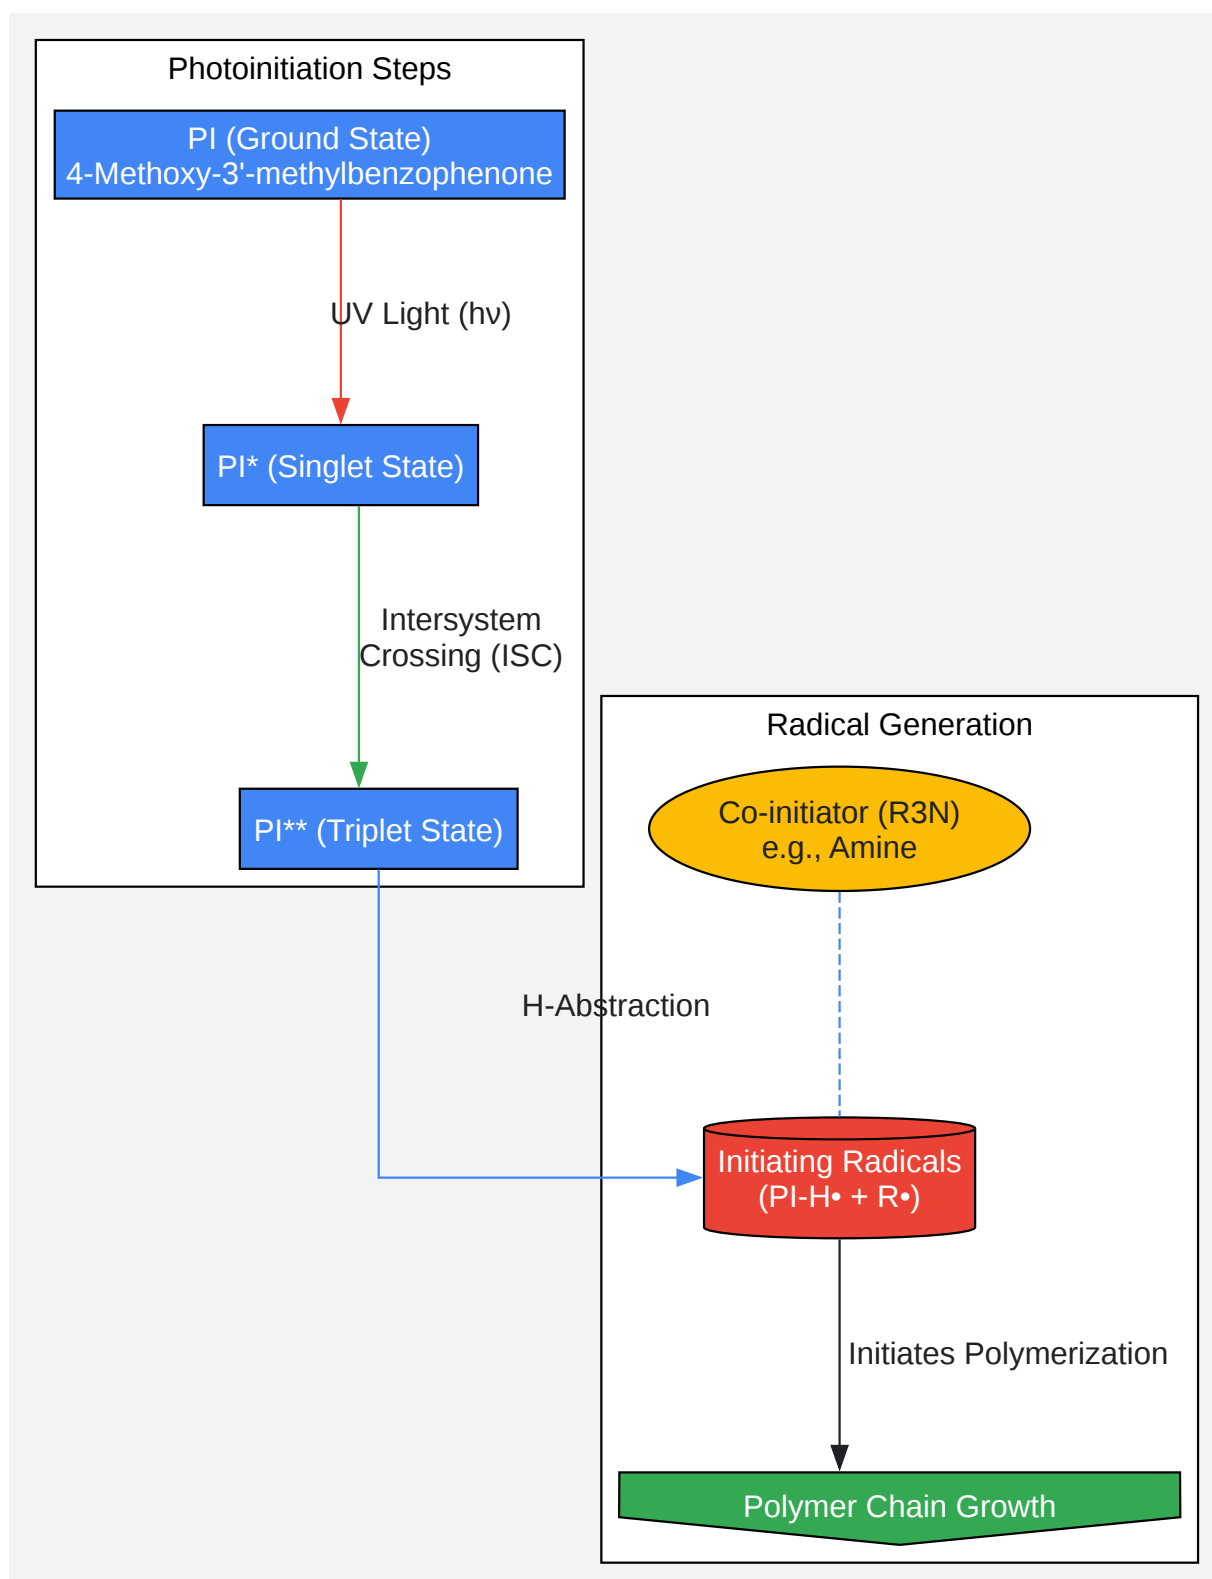 Photoinitiation Steps
PI (Ground State)
4-Methoxy-3'-methylbenzophenone
UV Light (hν)
PI* (Singlet State)
Intersystem
Crossing (ISC)
PI** (Triplet State)
Radical Generation
Co-initiator (R3N)
e.g., Amine
H-Abstraction
Initiating Radicals
(PI-H• + R•)
Initiates Polymerization
Polymer Chain Growth